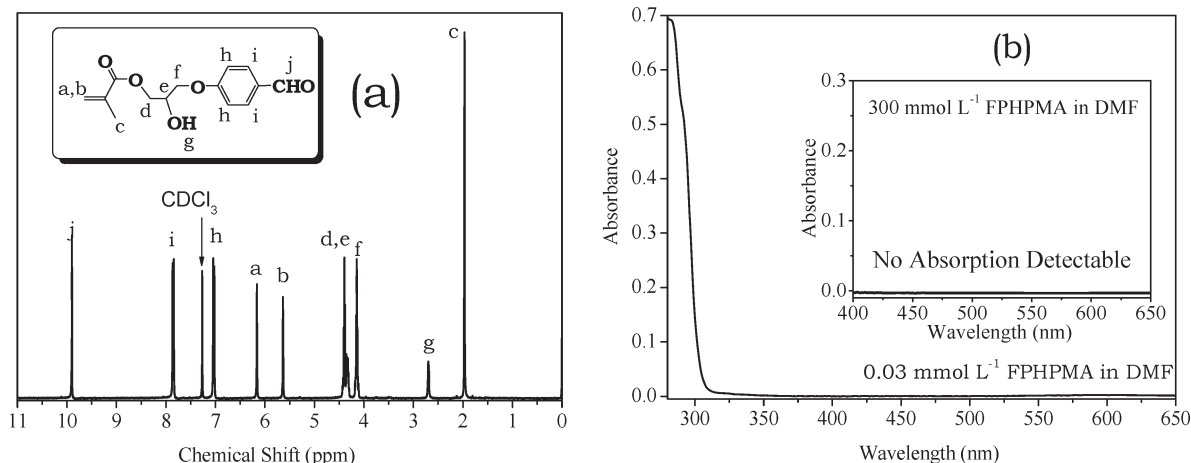 (a)
O
O
a,b
c
d
e
OH
g
f
O
h
i
h
i
j
CHO
c
CDCl3
j
i
h
a
b
d,e
f
g
11 10 9 8 7 6 5 4 3 2 1 0
Chemical Shift (ppm)
(b)
0.7
0.6
0.5
0.4
0.3
0.2
0.1
0.0
Absorbance
300 350 400 450 500 550 600 650
Wavelength (nm)
0.03 mmol L-1 FPHPMA in DMF
300 mmol L-1 FPHPMA in DMF
0.3
0.2
0.1
0.0
Absorbance
No Absorption Detectable
400 450 500 550 600 650
Wavelength (nm)